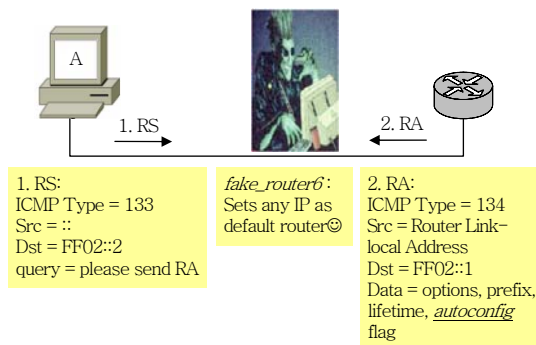 A
1. RS
2. RA
1. RS:
ICMP Type = 133
Src = ::
Dst = FF02::2
query = please send RA
fake_router6:
Sets any IP as
default router☺
2. RA:
ICMP Type = 134
Src = Router Link-
local Address
Dst = FF02::1
Data = options, prefix,
lifetime, autoconfig
flag